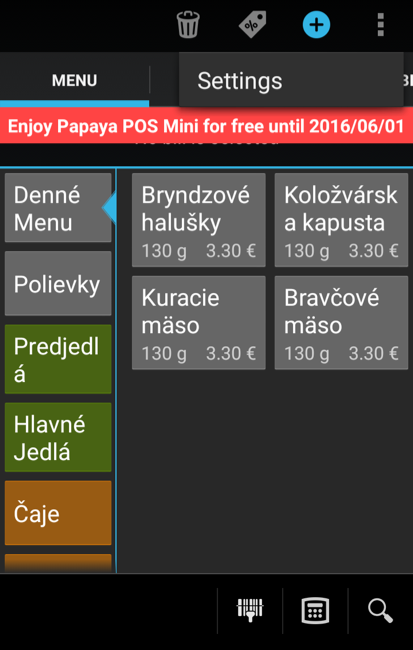 Settings
MENU
Enjoy Papaya POS Mini for free until 2016/06/01
Denné
Menu
Bryndzové
halušky
130 g 3.30 €
Koložvársk
a kapusta
130 g 3.30 €
Polievky
Kuracie
mäso
130 g 3.30 €
Bravčové
mäso
130 g 3.30 €
Predjedl
á
Hlavné
Jedlá
Čaje